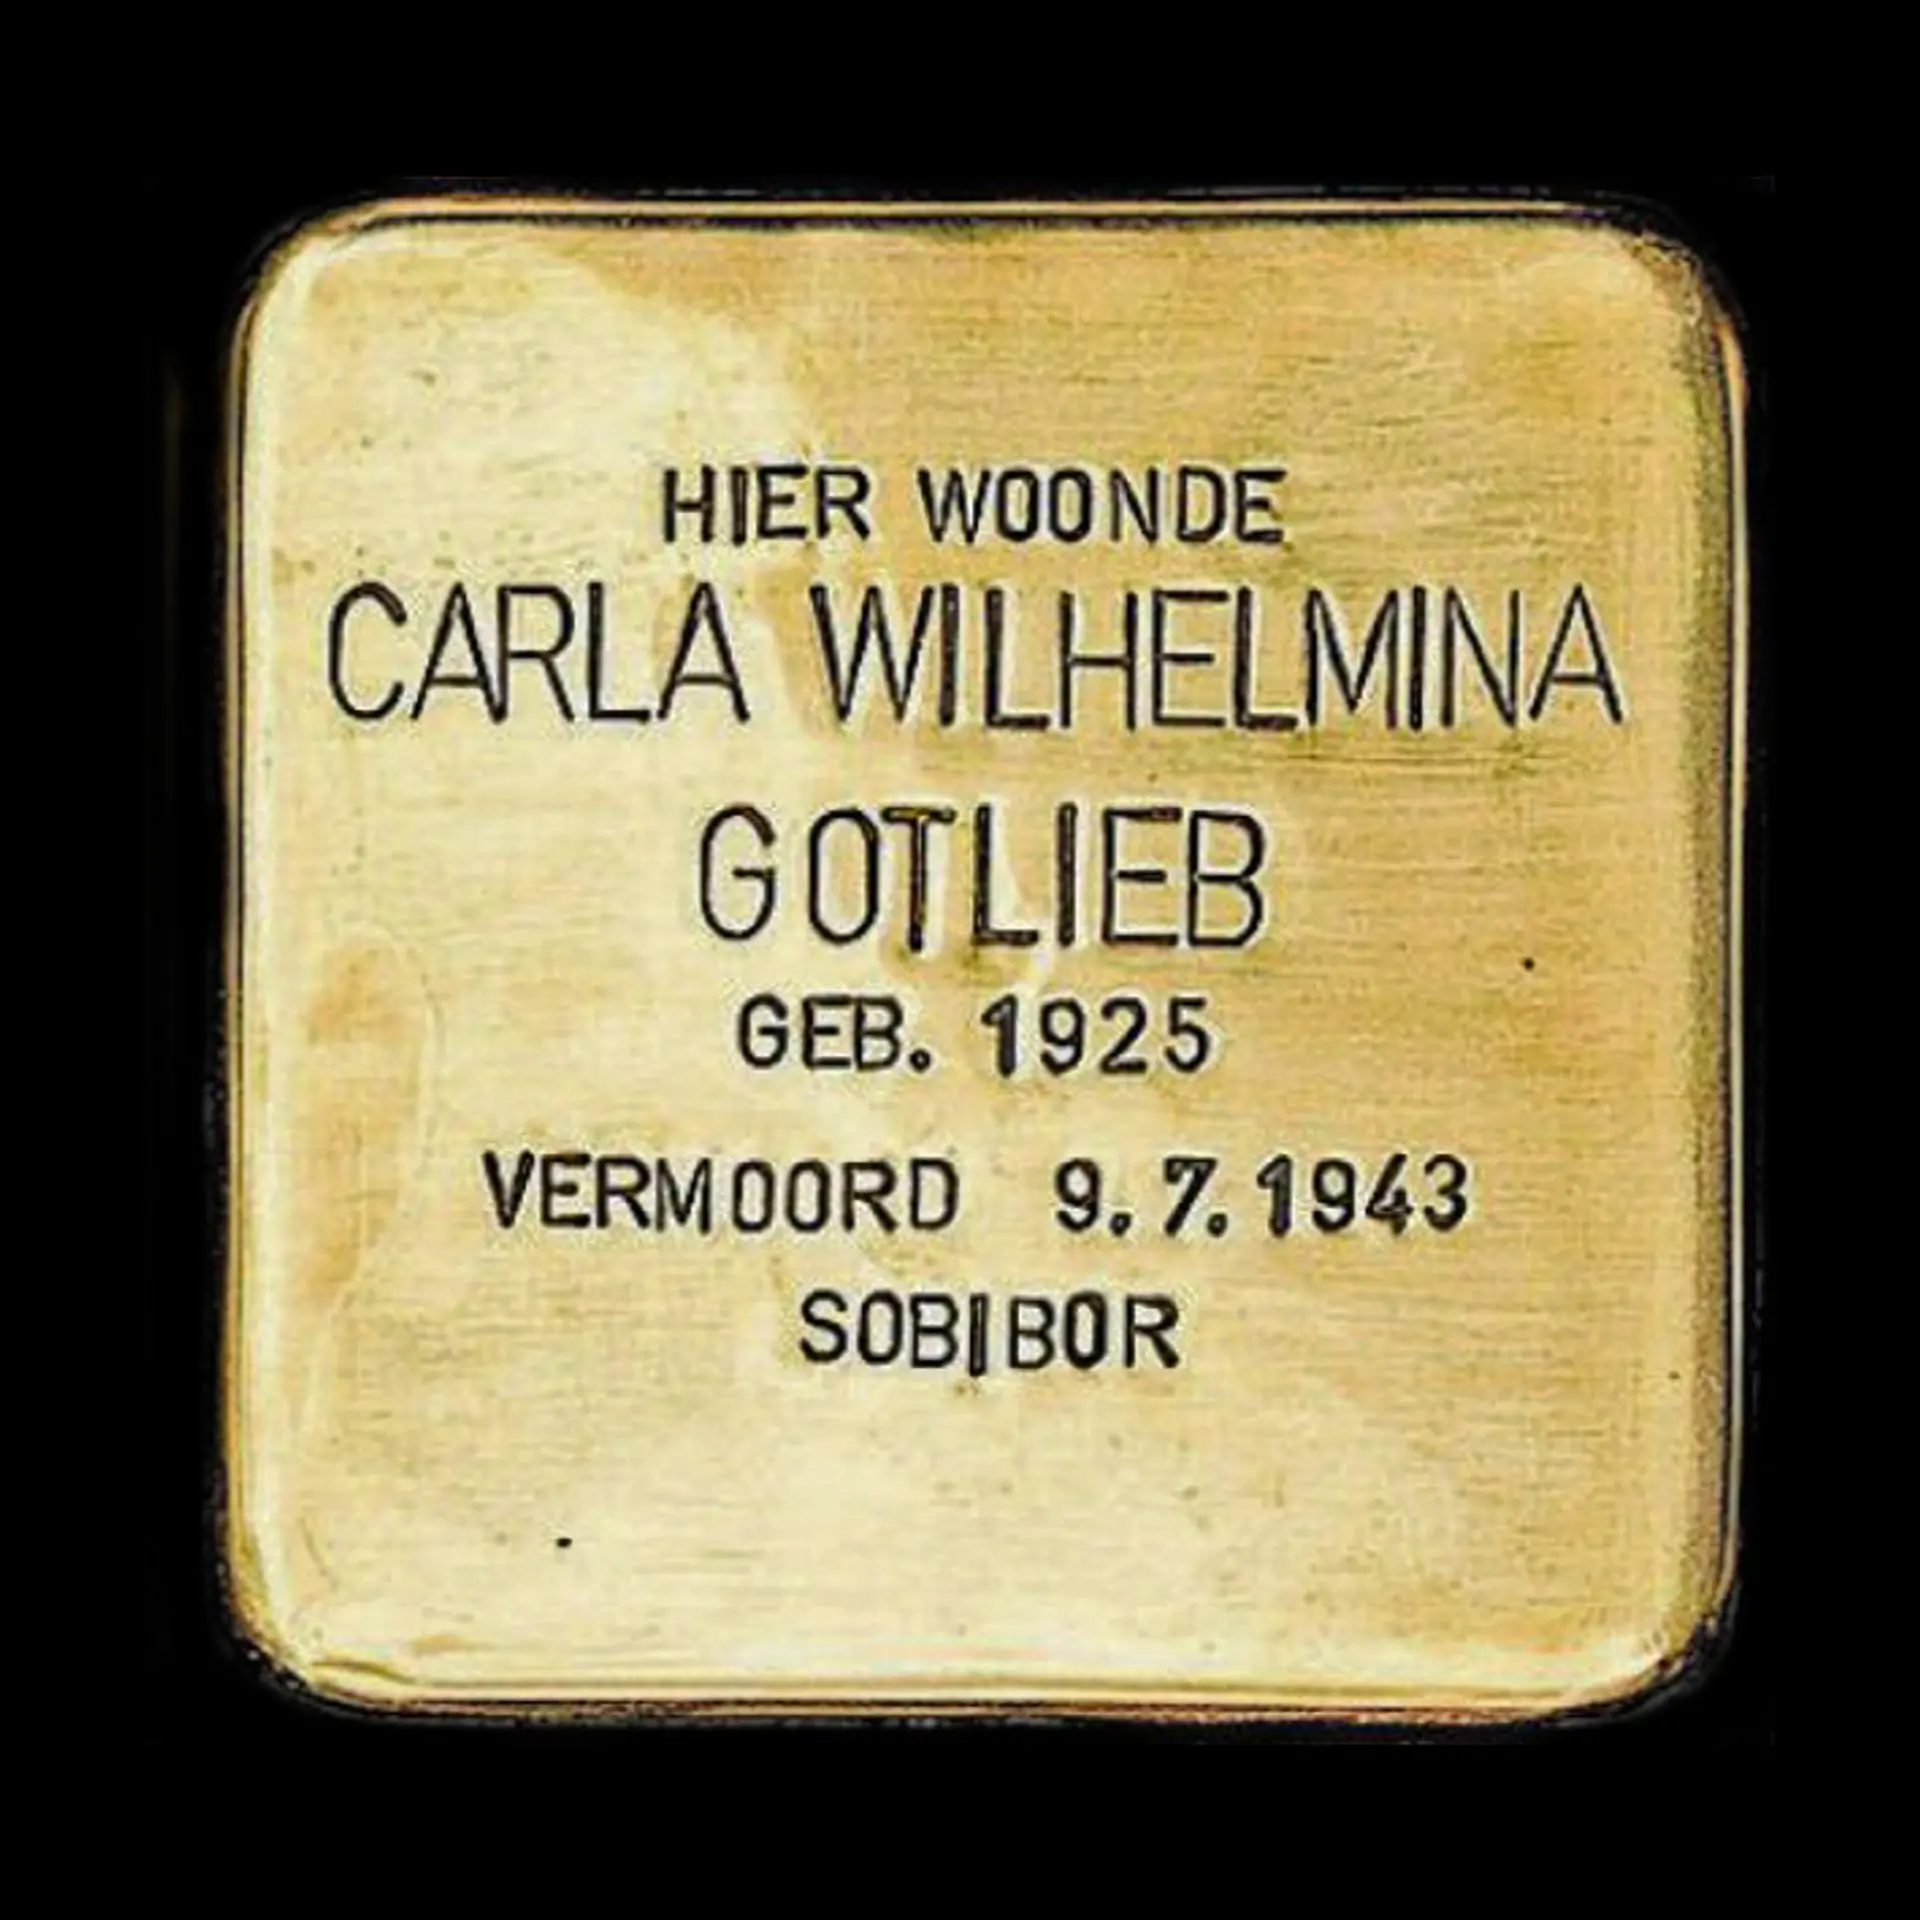 HIER WOONDE
CARLA WILHELMINA
GOTLIEB
GEB. 1925
VERMOORD 9.7.1943
SOBIBOR